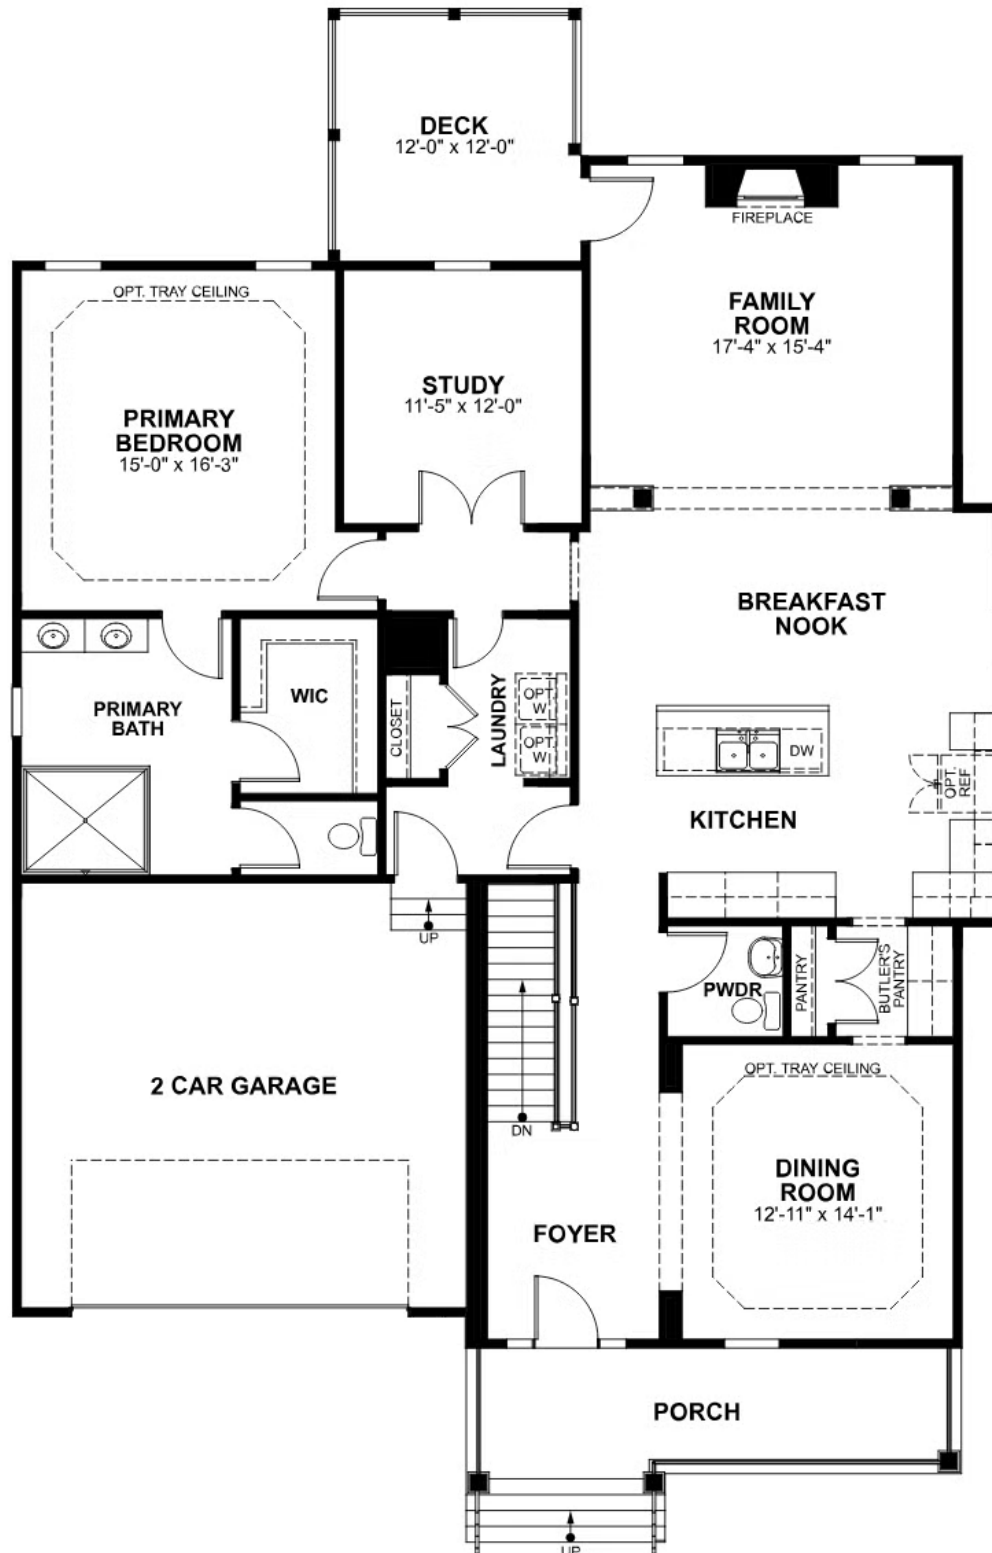 DECK
12'-0" x 12'-0"
FIREPLACE
OPT. TRAY CEILING
FAMILY
ROOM
17'-4" x 15'-4"
STUDY
11'-5" x 12'-0"
PRIMARY
BEDROOM
15'-0" x 16'-3"
BREAKFAST
NOOK
PRIMARY
BATH
WIC
CLOSET
LAUNDRY
OPT.
W
OPT.
W
DW
OPT.
REF
KITCHEN
UP
PWDR
PANTRY
BUTLER'S
PANTRY
2 CAR GARAGE
OPT. TRAY CEILING
DN
DINING
ROOM
12'-11" x 14'-1"
FOYER
PORCH
UP